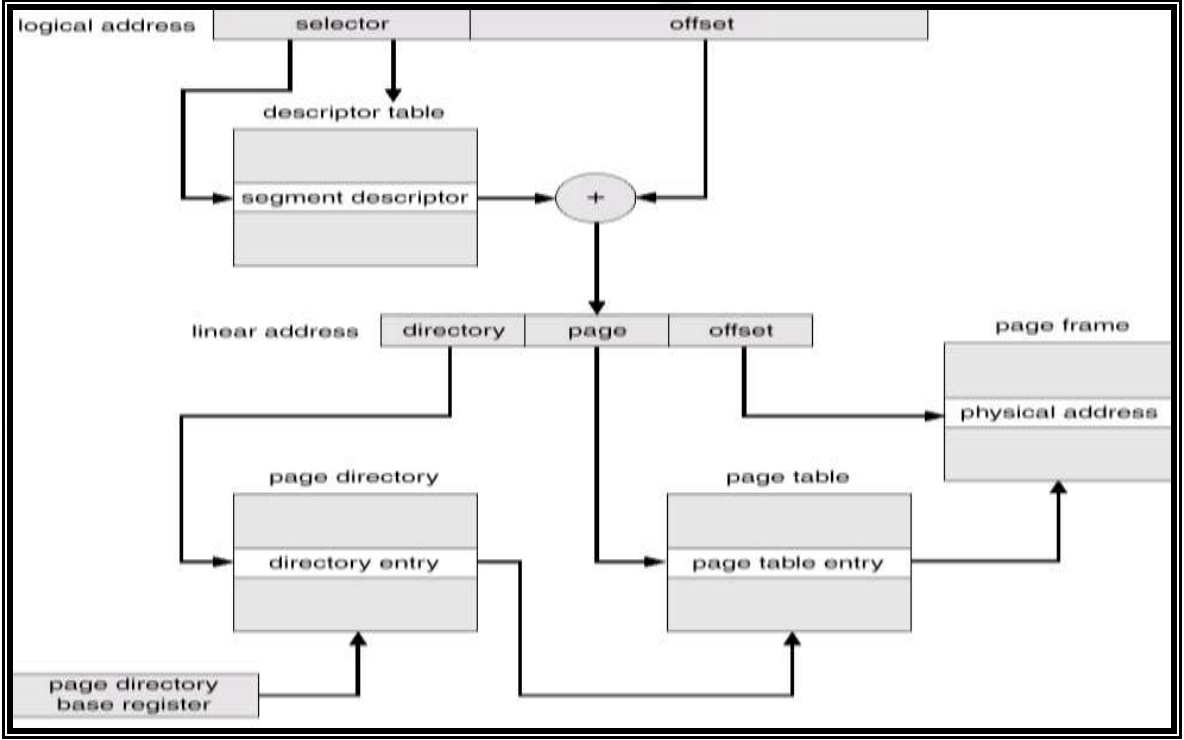 logical address
selector
offset
descriptor table
segment descriptor
+
linear address
directory
page
offset
page frame
physical address
page directory
page table
directory entry
page table entry
page directory
base register